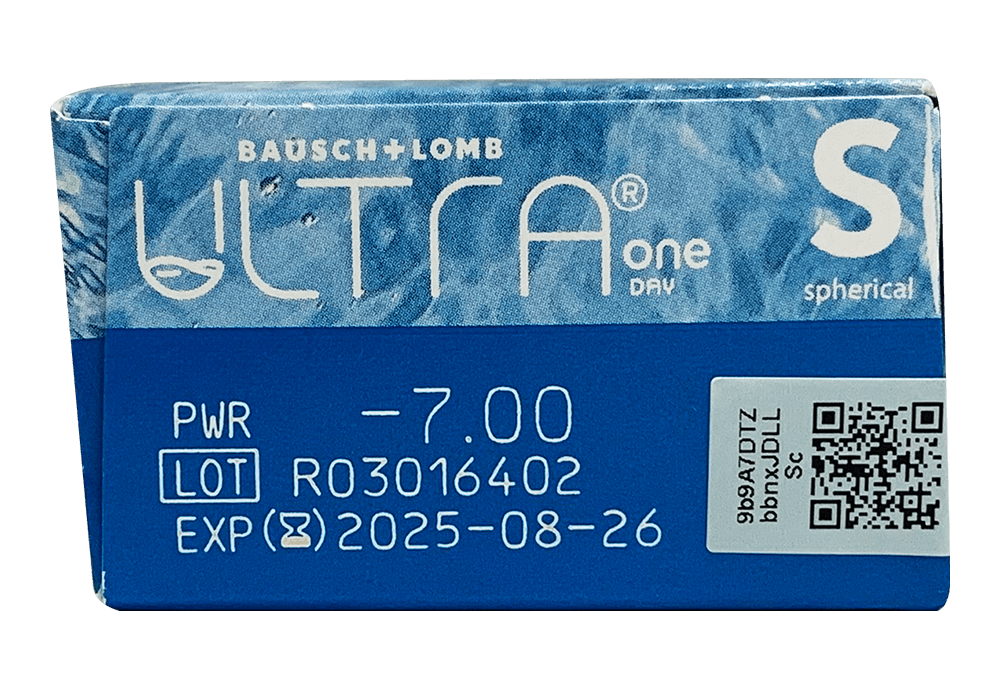 BAUSCH+LOMB
ULTRA®
one
DAY
S
spherical
PWR -7.00
LOT R03016402
EXP(⌛)2025-08-26
9b9A7DTZ
bbnxJDLL
Sc